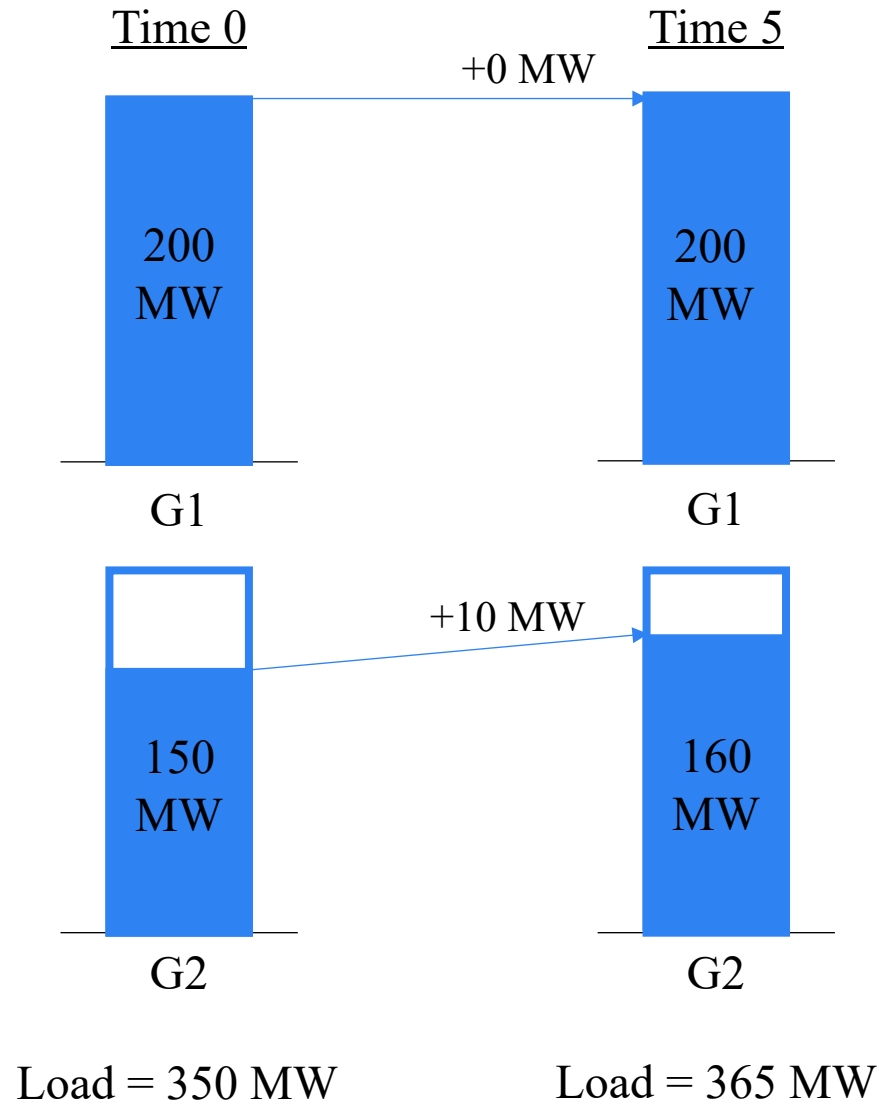 Time 0
Time 5
+0 MW
200
MW
200
MW
G1
G1
+10 MW
150
MW
160
MW
G2
G2
Load = 350 MW
Load = 365 MW